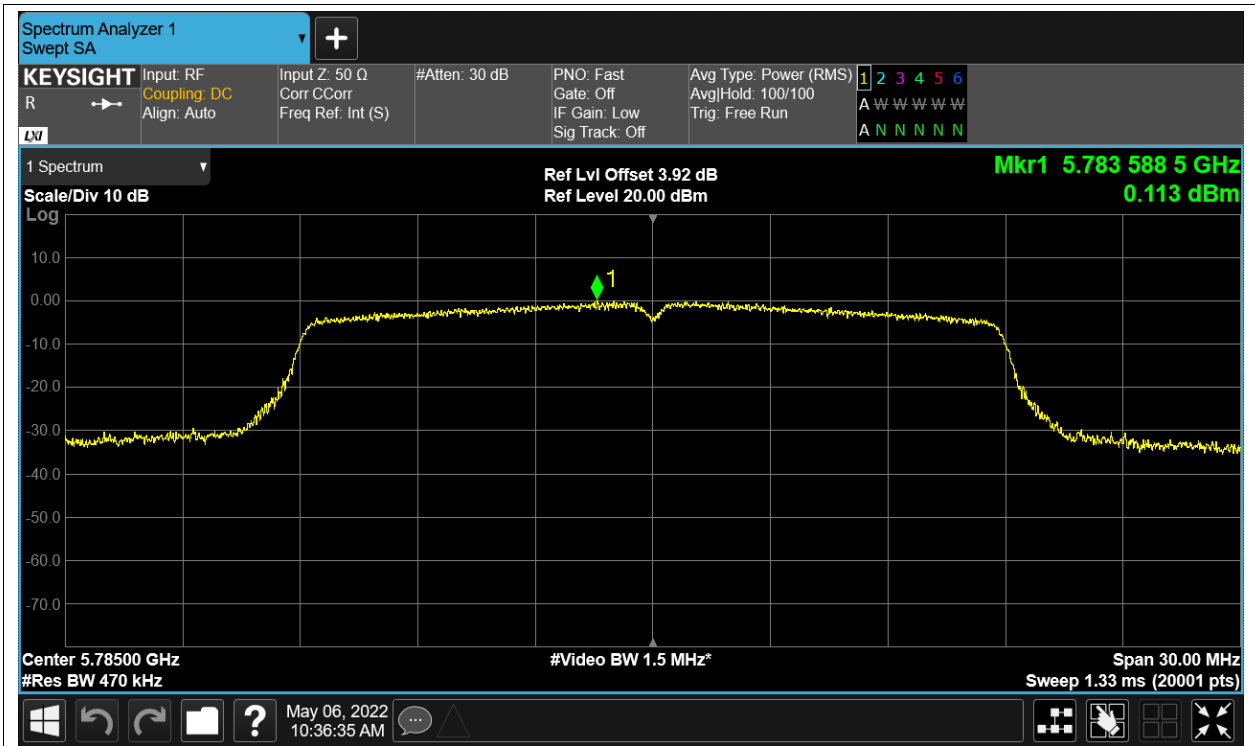 Spectrum Analyzer 1
Swept SA
+
KEYSIGHT
R
LXI
Input: RF
Coupling: DC
Align: Auto
Input Z: 50 Ω
Corr CCorr
Freq Ref: Int (S)
#Atten: 30 dB
PNO: Fast
Gate: Off
IF Gain: Low
Sig Track: Off
Avg Type: Power (RMS)
Avg|Hold: 100/100
Trig: Free Run
1 2 3 4 5 6
A W W W W W
A N N N N N
1 Spectrum
Scale/Div 10 dB
Log
Ref Lvl Offset 3.92 dB
Ref Level 20.00 dBm
Mkr1 5.783 588 5 GHz
0.113 dBm
10.0
1
0.00
-10.0
-20.0
-30.0
-40.0
-50.0
-60.0
-70.0
Center 5.78500 GHz
#Video BW 1.5 MHz*
Span 30.00 MHz
#Res BW 470 kHz
Sweep 1.33 ms (20001 pts)
?
May 06, 2022
10:36:35 AM